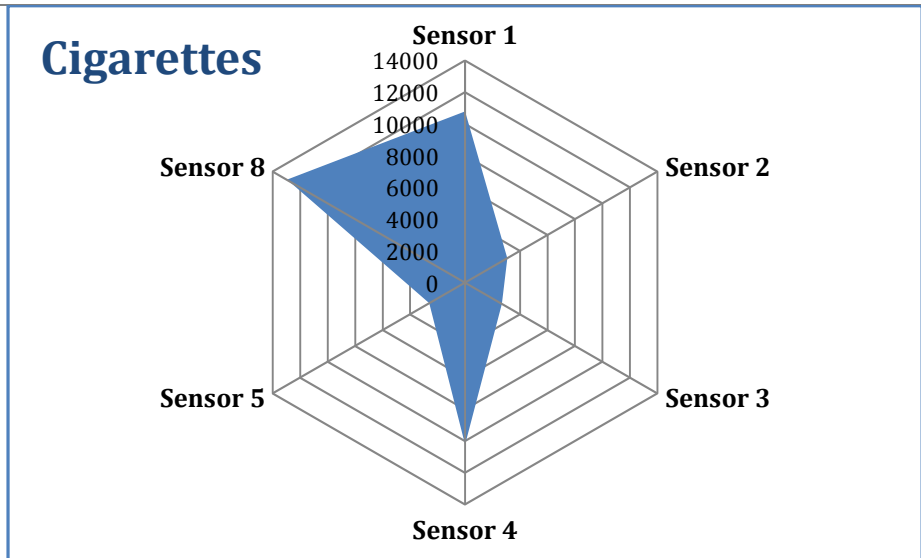 Cigarettes
Sensor 1
14000
12000
10000
8000
6000
4000
2000
0
Sensor 2
Sensor 3
Sensor 4
Sensor 5
Sensor 8